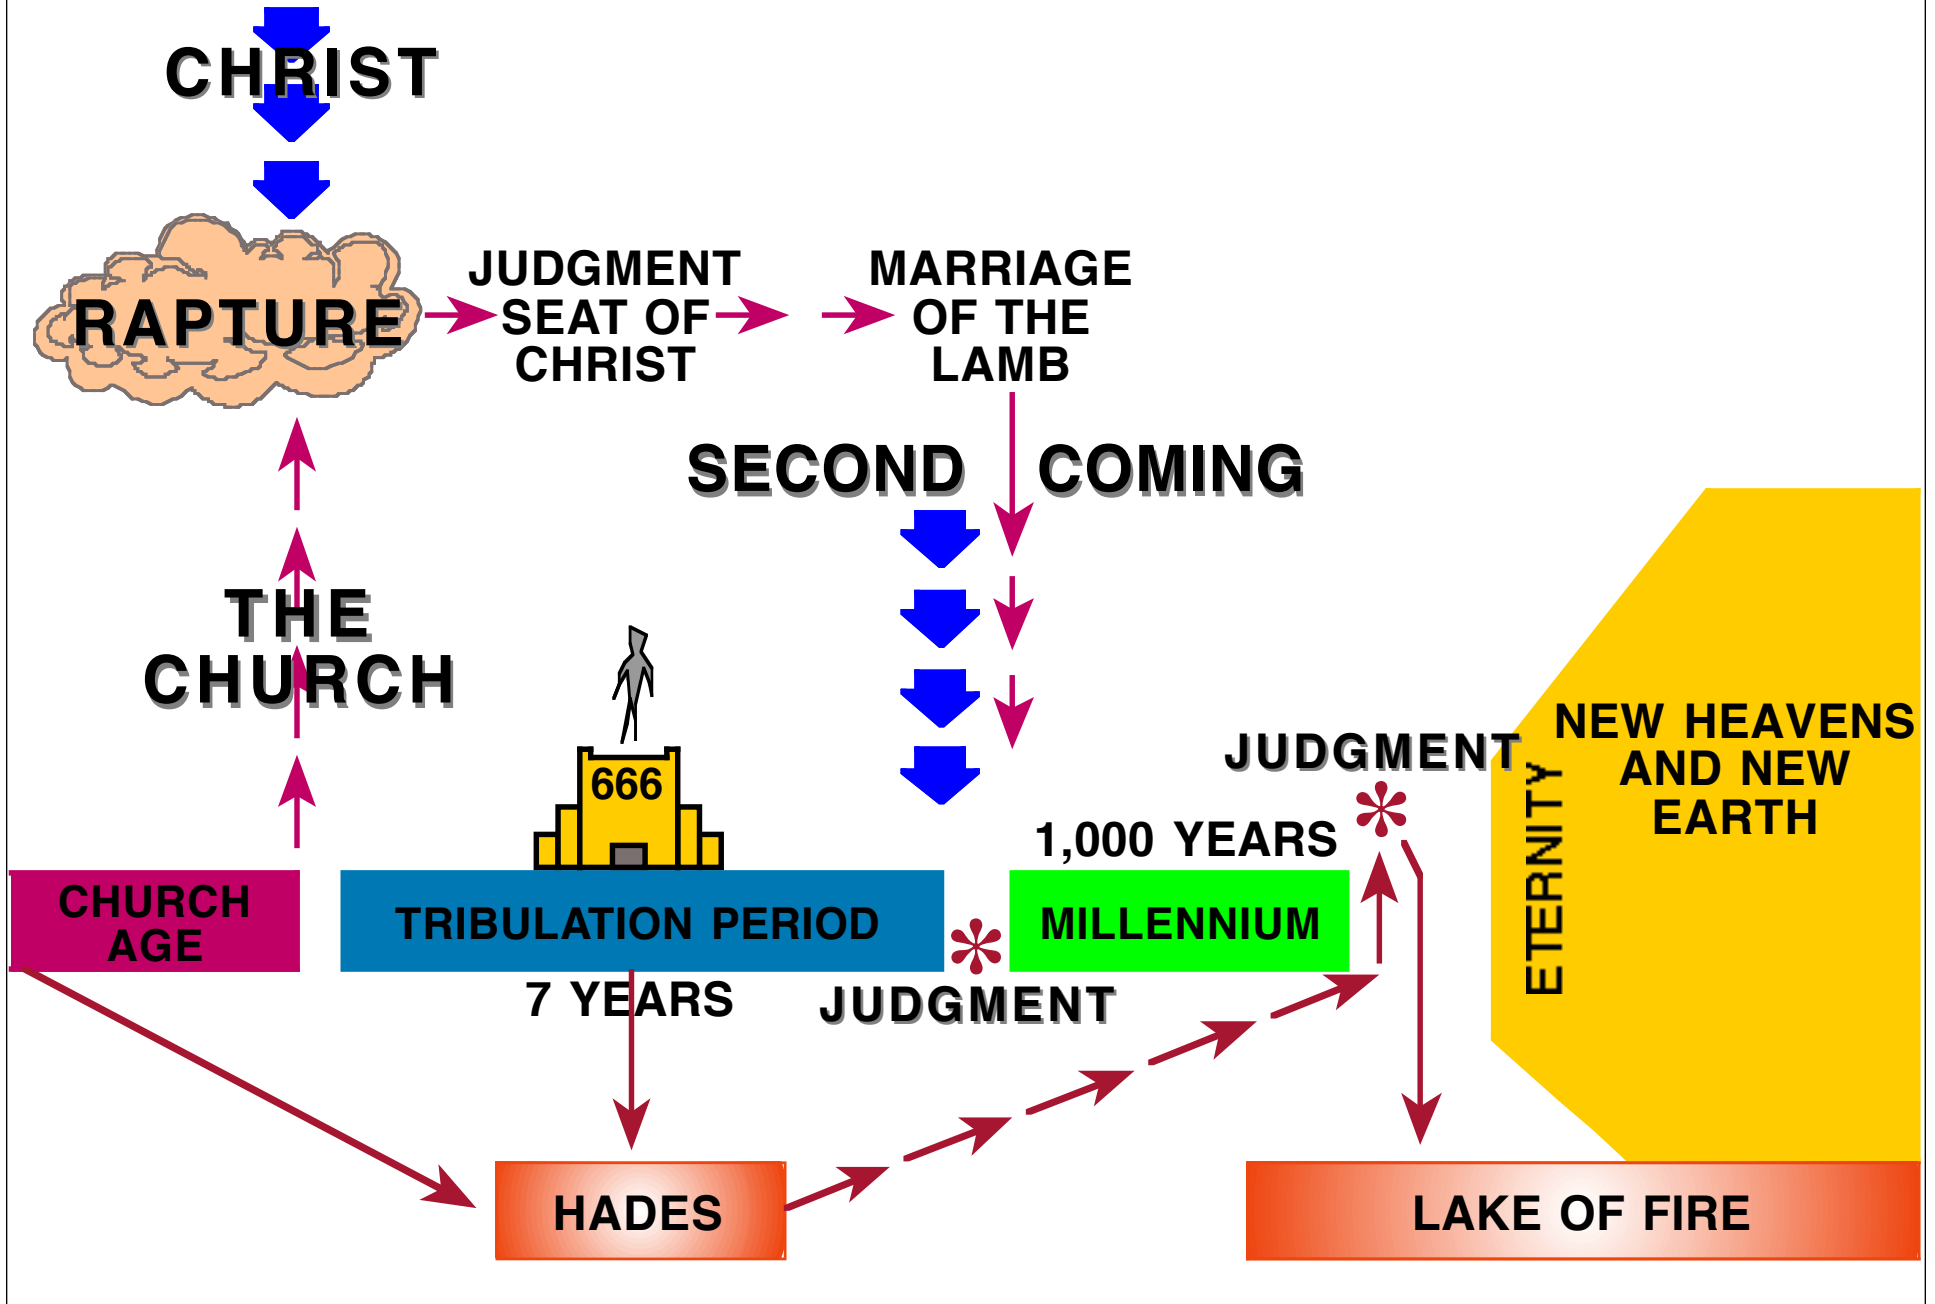 CHRIST
RAPTURE
JUDGMENT
SEAT OF
CHRIST
MARRIAGE
OF THE
LAMB
SECOND COMING
THE
CHURCH
666
JUDGMENT
NEW HEAVENS
AND NEW
EARTH
ETERNITY
1,000 YEARS
CHURCH
AGE
TRIBULATION PERIOD
MILLENNIUM
7 YEARS
JUDGMENT
HADES
LAKE OF FIRE